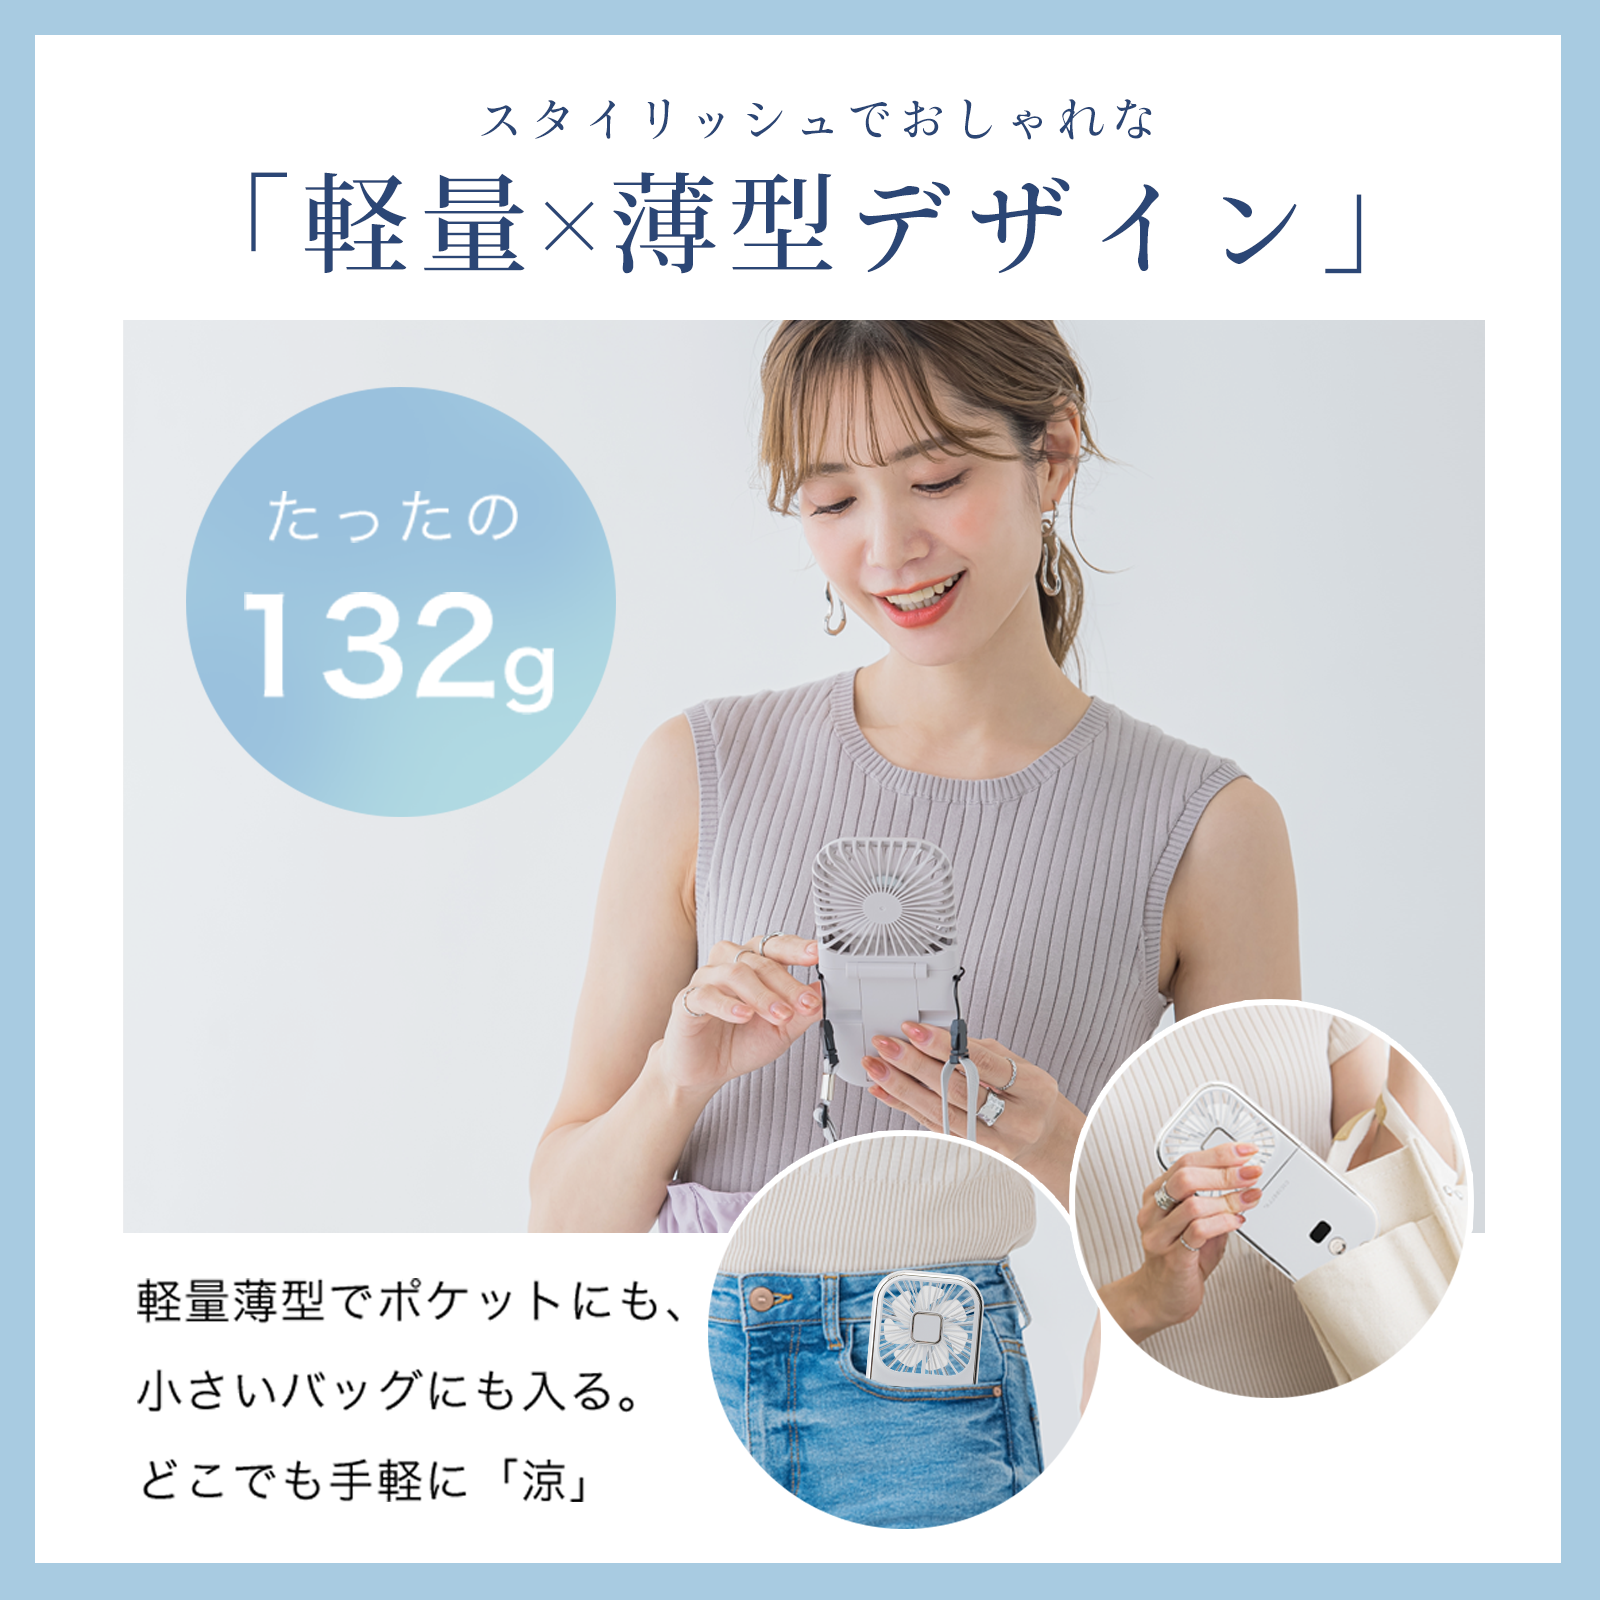 スタイリッシュでおしゃれな
「軽量×薄型デザイン」
たったの
132g
軽量薄型でポケットにも、
小さいバッグにも入る。
どこでも手軽に「涼」